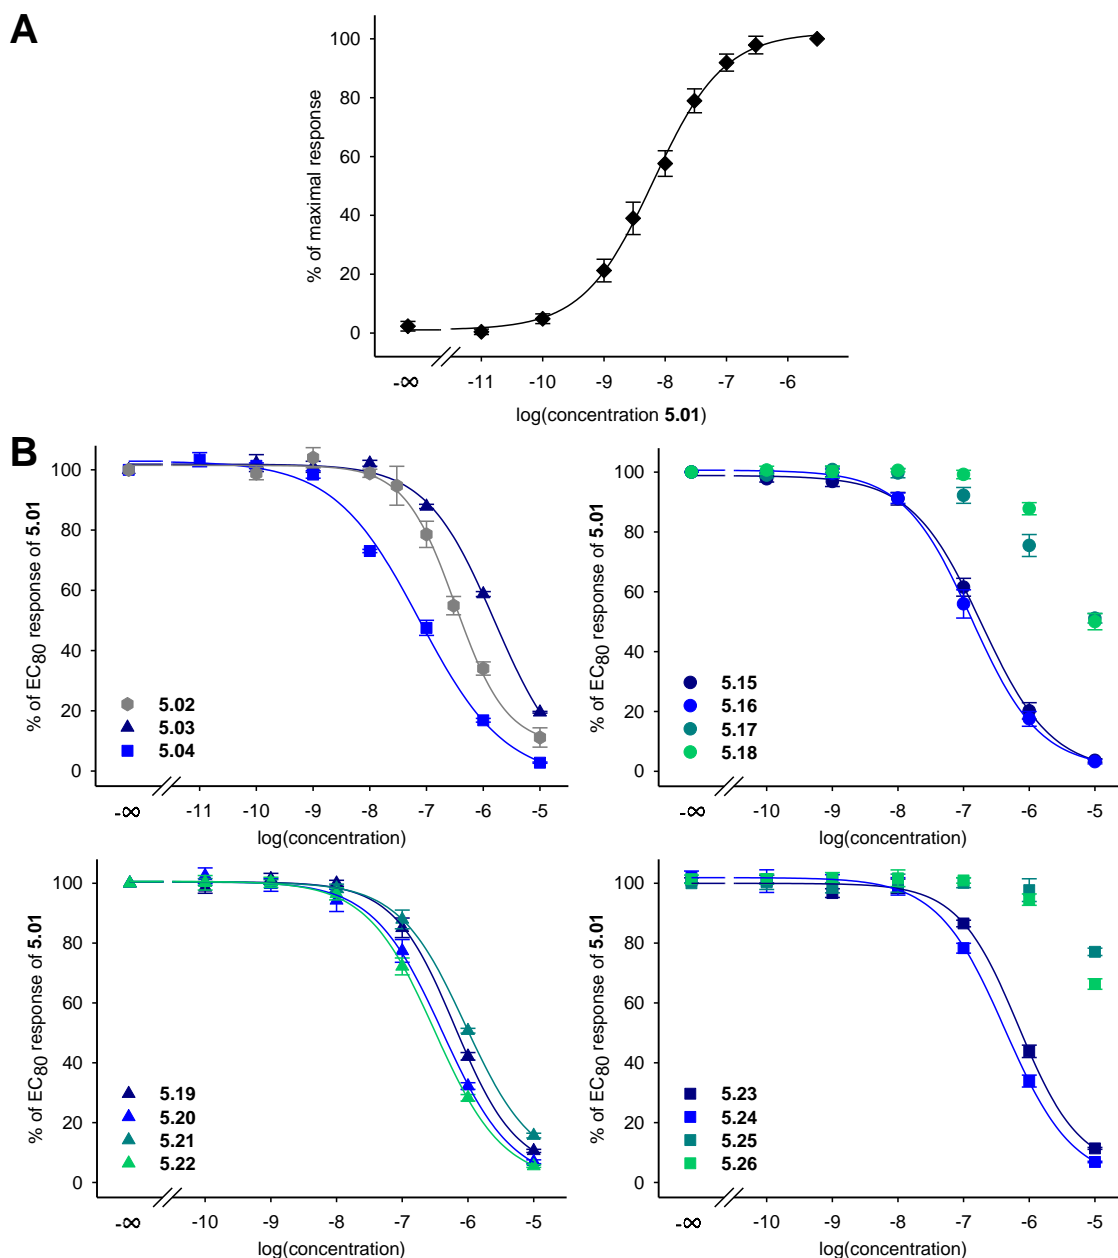 A
100
80
60
40
20
0
% of maximal response
-∞ -11 -10 -9 -8 -7 -6
log(concentration 5.01)
B
100
80
60
40
20
0
% of EC80 response of 5.01
5.02
5.03
5.04
-∞ -11 -10 -9 -8 -7 -6 -5
log(concentration)
100
80
60
40
20
0
% of EC80 response of 5.01
5.15
5.16
5.17
5.18
-∞ -10 -9 -8 -7 -6 -5
log(concentration)
100
80
60
40
20
0
% of EC80 response of 5.01
5.19
5.20
5.21
5.22
-∞ -10 -9 -8 -7 -6 -5
log(concentration)
100
80
60
40
20
0
% of EC80 response of 5.01
5.23
5.24
5.25
5.26
-∞ -10 -9 -8 -7 -6 -5
log(concentration)